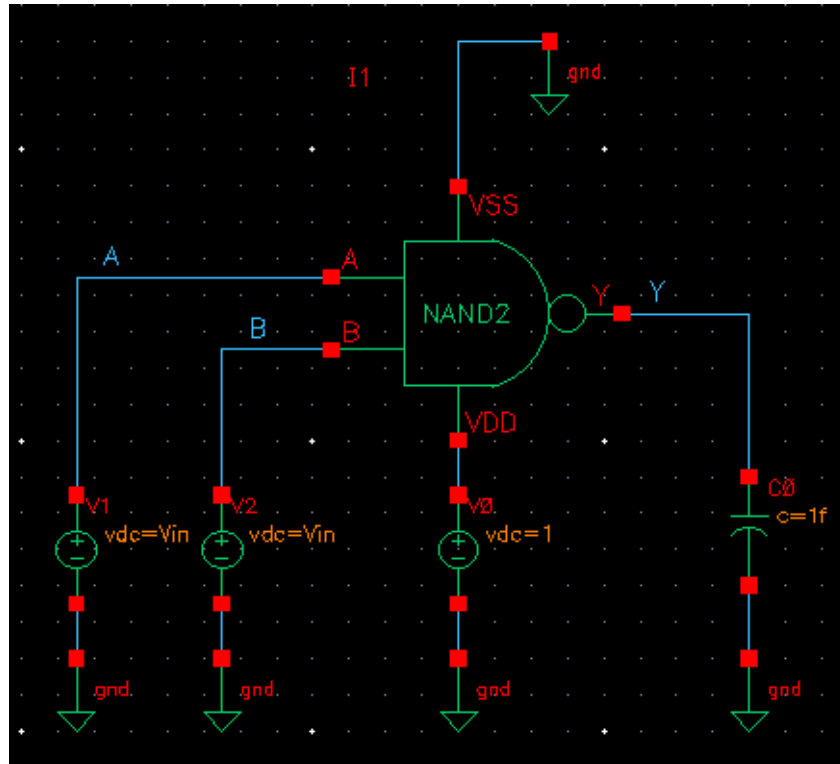 I1
gnd
VSS
A
A
B
B
NAND2
Y
Y
VDD
V1
vdc=Vin
V2
vdc=Vin
V0
vdc=1
C0
c=1f
gnd
gnd
gnd
gnd